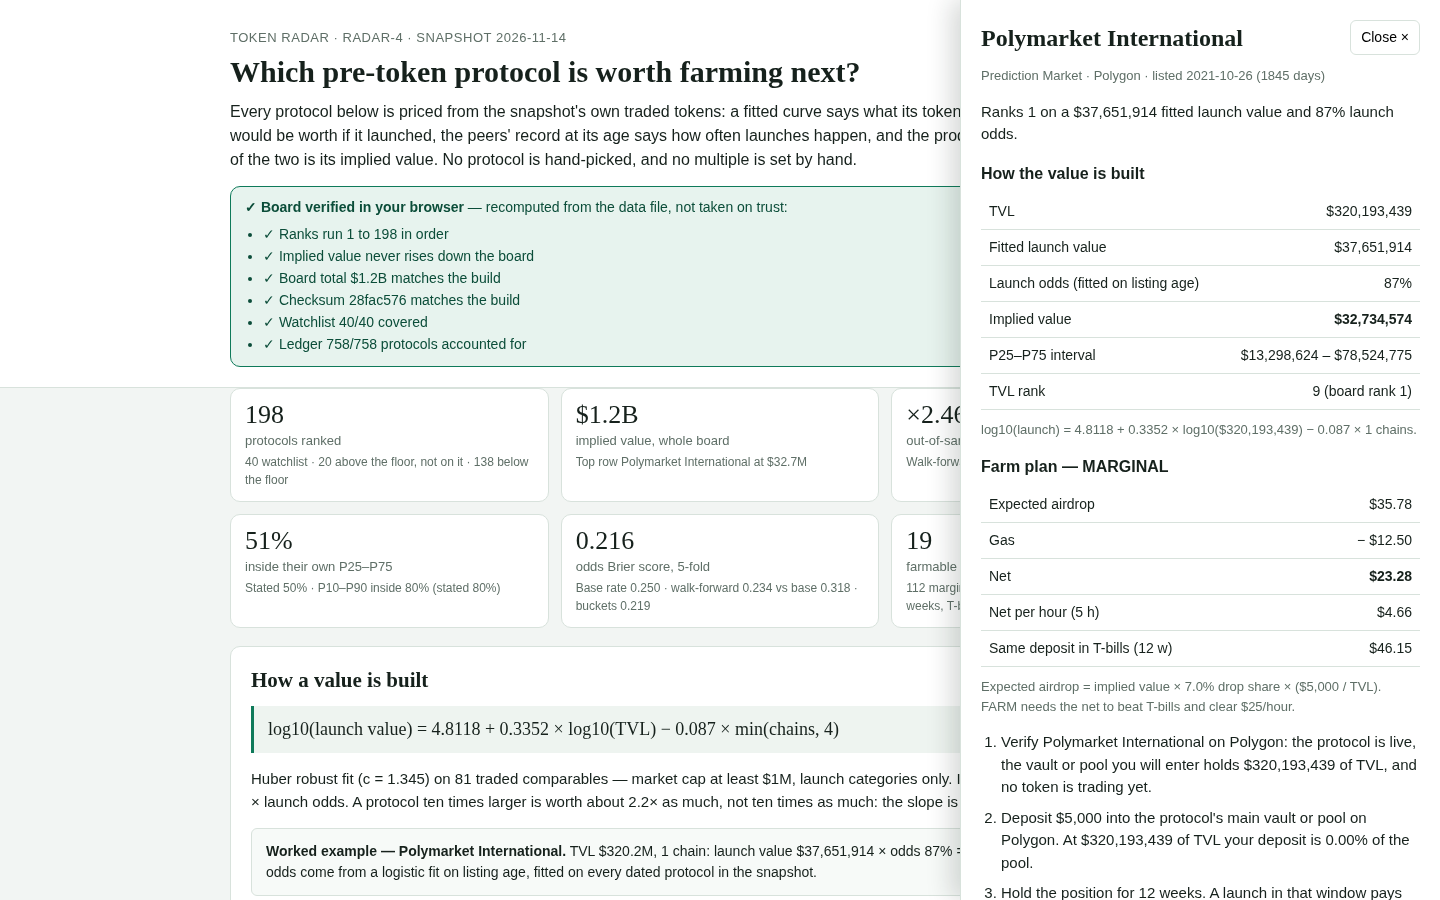 TOKEN RADAR · RADAR-4 · SNAPSHOT 2026-11-14
Which pre-token protocol is worth farming next?
Every protocol below is priced from the snapshot's own traded tokens: a fitted curve says what its token
would be worth if it launched, the peers' record at its age says how often launches happen, and the
of the two is its implied value. No protocol is hand-picked, and no multiple is set by hand.
✓ Board verified in your browser — recomputed from the data file, not taken on trust:
• ✓ Ranks run 1 to 198 in order
• ✓ Implied value never rises down the board
• ✓ Board total $1.2B matches the build
• ✓ Checksum 28fac576 matches the build
• ✓ Watchlist 40/40 covered
• ✓ Ledger 758/758 protocols accounted for
198
protocols ranked
40 watchlist · 20 above the floor, not on it · 138 below
the floor
$1.2B
implied value, whole board
Top row Polymarket International at $32.7M
×2.46
51%
inside their own P25–P75
Stated 50% · P10–P90 inside 80% (stated 80%)
0.216
odds Brier score, 5-fold
Base rate 0.250 · walk-forward 0.234 vs base 0.318 ·
buckets 0.219
19
farmable
112
weeks,
How a value is built
log10(launch value) = 4.8118 + 0.3352 × log10(TVL) − 0.087 × min(chains, 4)
Huber robust fit (c = 1.345) on 81 traded comparables — market cap at least $1M, launch categories only.
× launch odds. A protocol ten times larger is worth about 2.2× as much, not ten times as much: the slope is
Worked example — Polymarket International. TVL $320.2M, 1 chain: launch value $37,651,914 × odds 87% =
odds come from a logistic fit on listing age, fitted on every dated protocol in the snapshot.
Polymarket International
Close ×
Prediction Market · Polygon · listed 2021-10-26 (1845 days)
Ranks 1 on a $37,651,914 fitted launch value and 87% launch
odds.
How the value is built
TVL $320,193,439
Fitted launch value $37,651,914
Launch odds (fitted on listing age) 87%
Implied value $32,734,574
P25–P75 interval $13,298,624 – $78,524,775
TVL rank 9 (board rank 1)
log10(launch) = 4.8118 + 0.3352 × log10($320,193,439) − 0.087 × 1 chains.
Farm plan — MARGINAL
Expected airdrop $35.78
Gas − $12.50
Net $23.28
Net per hour (5 h) $4.66
Same deposit in T-bills (12 w) $46.15
Expected airdrop = implied value × 7.0% drop share × ($5,000 / TVL).
FARM needs the net to beat T-bills and clear $25/hour.
1. Verify Polymarket International on Polygon: the protocol is live,
the vault or pool you will enter holds $320,193,439 of TVL, and
no token is trading yet.
2. Deposit $5,000 into the protocol's main vault or pool on
Polygon. At $320,193,439 of TVL your deposit is 0.00% of the
pool.
3. Hold the position for 12 weeks. A launch in that window pays